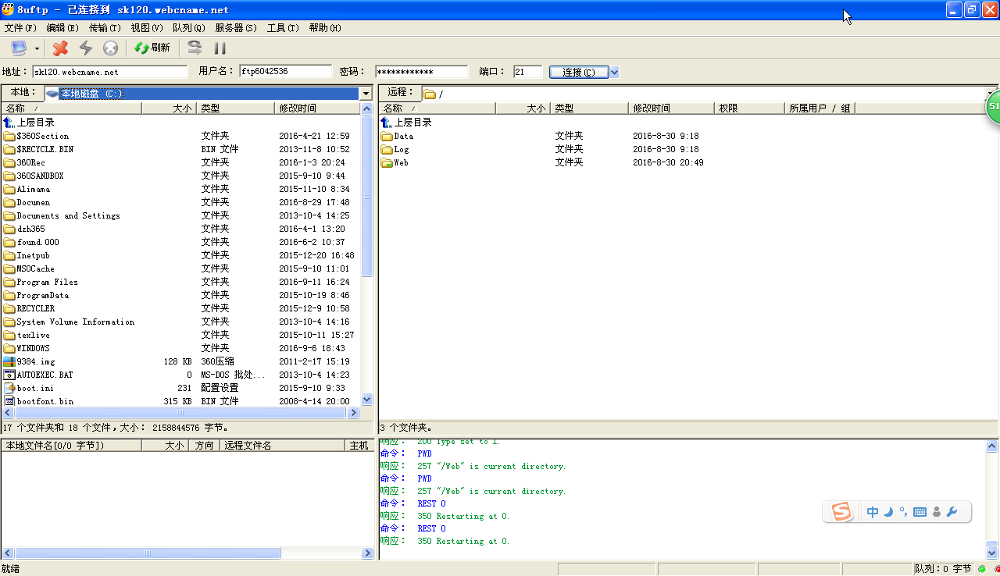 8uftp - 已连接到 sk120.webcname.net
文件(F) 编辑(E) 传输(T) 视图(V) 队列(Q) 服务器(S) 工具(T) 帮助(H)
刷新
地址: sk120.webcname.net 用户名: ftp6042536 密码: ************ 端口: 21 连接(C)
本地: 本地磁盘 (C:)
名称 大小 类型 修改时间
上层目录
$360Section 文件夹 2016-4-21 12:59
$RECYCLE.BIN BIN 文件 2013-11-8 10:52
360Rec 文件夹 2016-1-3 20:24
360SANDBOX 文件夹 2015-9-10 9:44
Alimama 文件夹 2015-11-10 8:34
Documen 文件夹 2016-8-29 17:48
Documents and Settings 文件夹 2013-10-4 14:25
dzh365 文件夹 2016-4-1 13:20
found.000 文件夹 2016-6-2 10:37
Inetpub 文件夹 2015-12-20 16:48
MSOCache 文件夹 2015-9-10 11:01
Program Files 文件夹 2016-9-11 16:24
ProgramData 文件夹 2015-10-19 8:46
RECYCLER 文件夹 2015-12-9 10:58
System Volume Information 文件夹 2013-10-4 14:16
texlive 文件夹 2015-10-11 15:27
WINDOWS 文件夹 2016-9-6 18:43
9384.img 128 KB 360压缩 2011-2-17 15:19
AUTOEXEC.BAT 0 MS-DOS 批处... 2013-10-4 14:23
boot.ini 231 配置设置 2015-9-10 9:33
bootfont.bin 315 KB BIN 文件 2008-4-14 20:00
17 个文件夹和 18 个文件,大小: 2158844576 字节。
远程: /
名称 大小 类型 修改时间 权限 所属用户 / 组
上层目录
Data 文件夹 2016-8-30 9:18
Log 文件夹 2016-8-30 9:18
Web 文件夹 2016-8-30 20:49
3 个文件夹。
51
本地文件名[0/0 字节]) 大小 方向 远程文件名 主机
响应: 200 Type set to I.
命令: PWD
响应: 257 "/Web" is current directory.
命令: PWD
响应: 257 "/Web" is current directory.
命令: REST 0
响应: 350 Restarting at 0.
命令: REST 0
响应: 350 Restarting at 0.
S 中
就绪 队列:0 字节